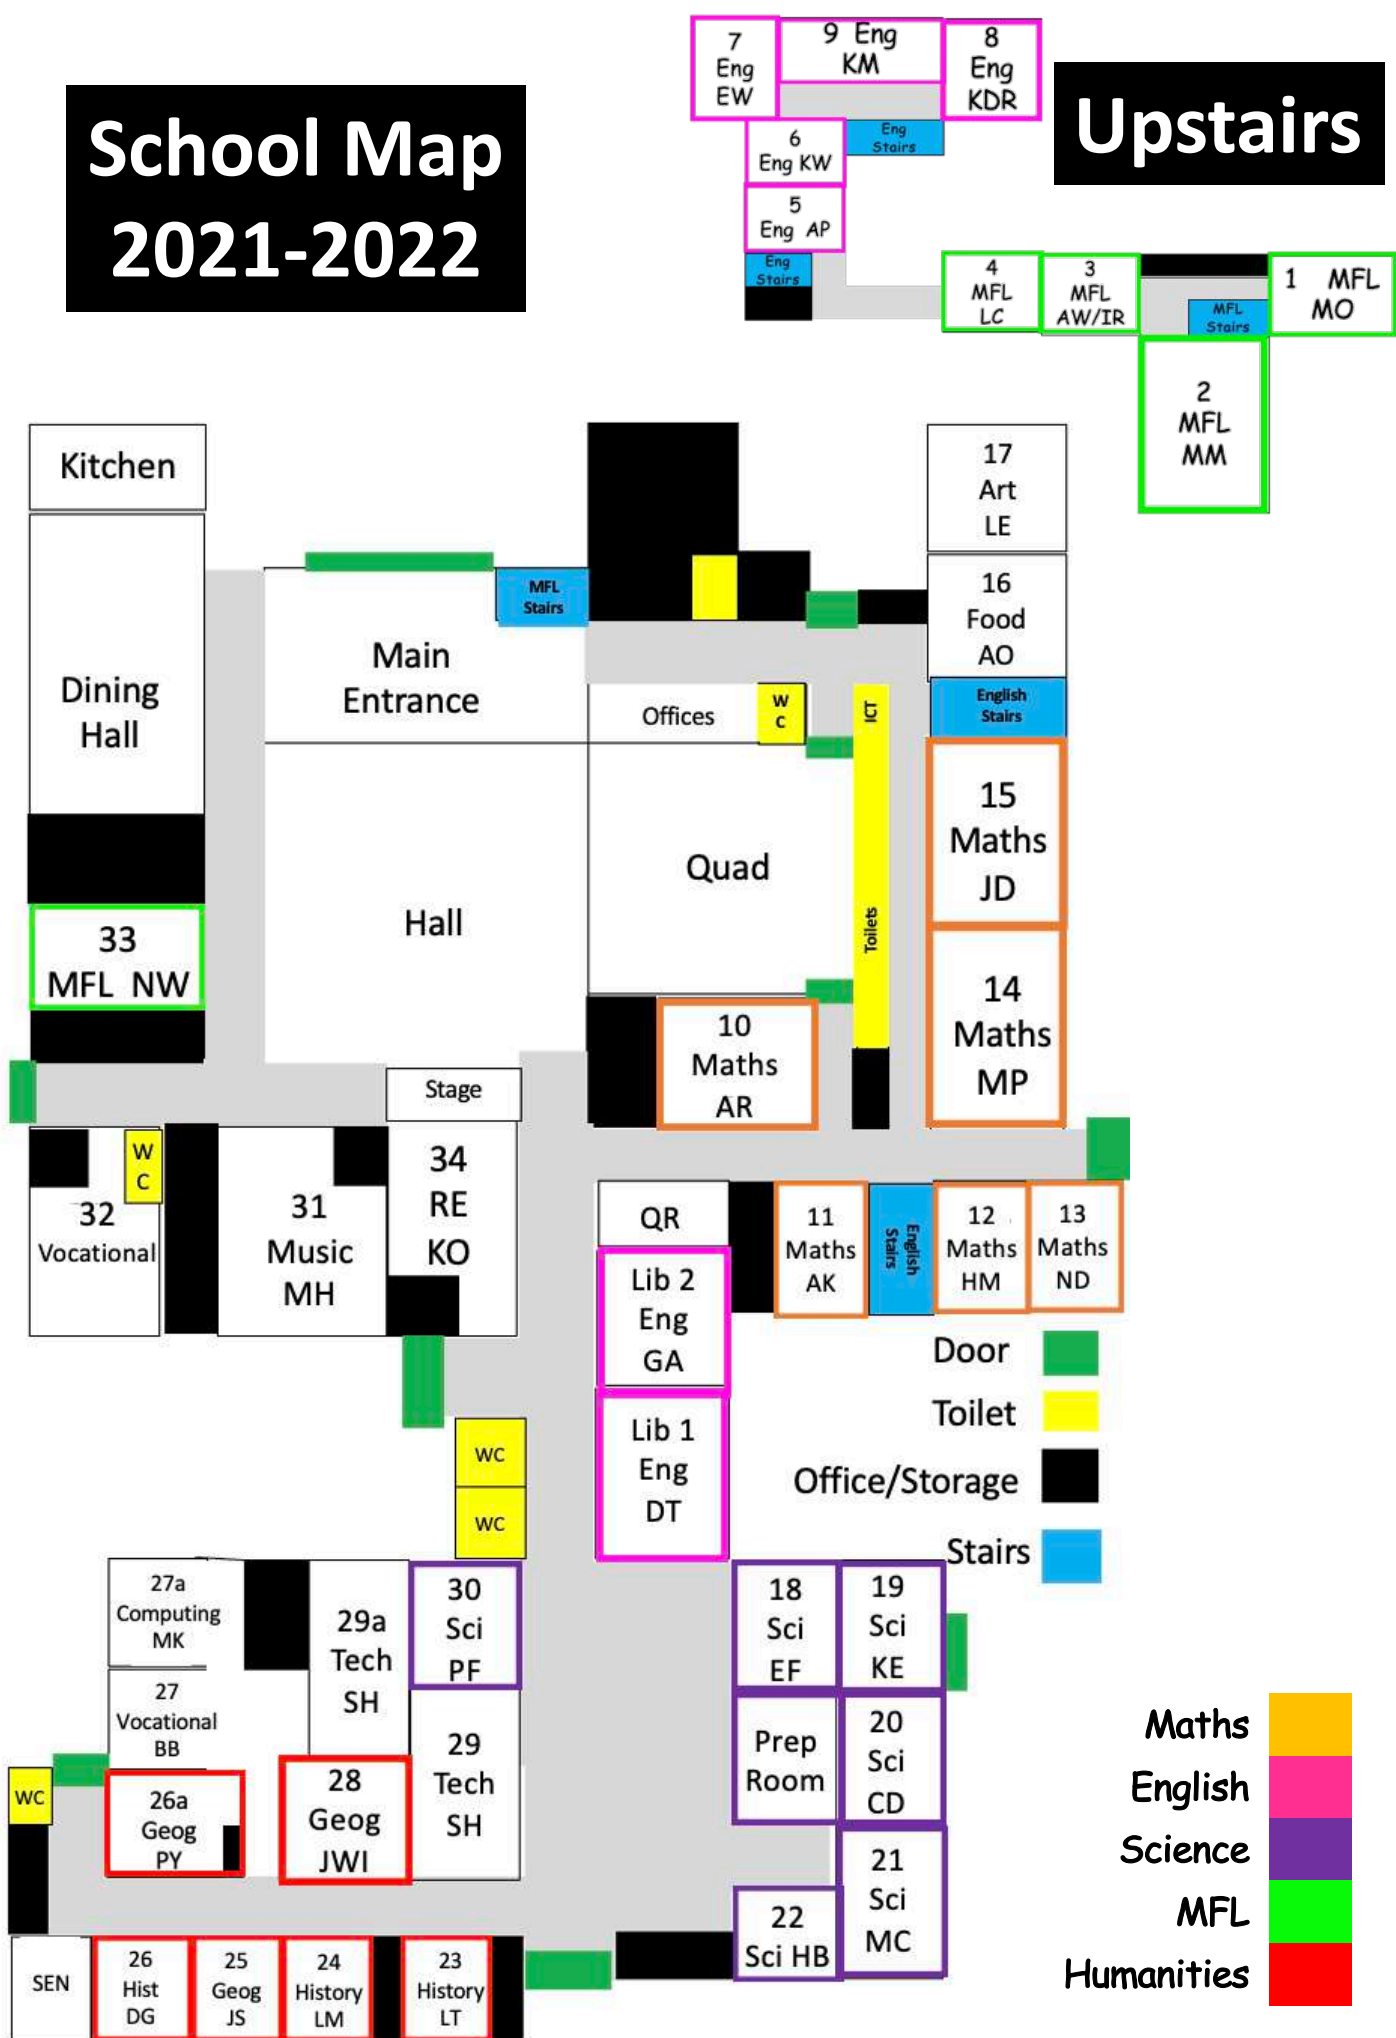 School Map
2021-2022
Upstairs
7
Eng
EW
9 Eng
KM
8
Eng
KDR
6
Eng KW
Eng
Stairs
5
Eng AP
Eng
Stairs
4
MFL
LC
3
MFL
AW/IR
MFL
Stairs
1 MFL
MO
2
MFL
MM
Kitchen
Dining
Hall
33
MFL NW
Main
Entrance
MFL
Stairs
Offices
W
C
ICT
Toilets
17
Art
LE
16
Food
AO
English
Stairs
15
Maths
JD
14
Maths
MP
Hall
Quad
10
Maths
AR
Stage
W
C
32
Vocational
31
Music
MH
34
RE
KO
QR
Lib 2
Eng
GA
Lib 1
Eng
DT
11
Maths
AK
English
Stairs
12
Maths
HM
13
Maths
ND
Door
Toilet
Office/Storage
Stairs
WC
WC
27a
Computing
MK
27
Vocational
BB
29a
Tech
SH
30
Sci
PF
29
Tech
SH
18
Sci
EF
19
Sci
KE
Prep
Room
20
Sci
CD
21
Sci
MC
22
Sci HB
WC
26a
Geog
PY
28
Geog
JWI
SEN
26
Hist
DG
25
Geog
JS
24
History
LM
23
History
LT
Maths
English
Science
MFL
Humanities